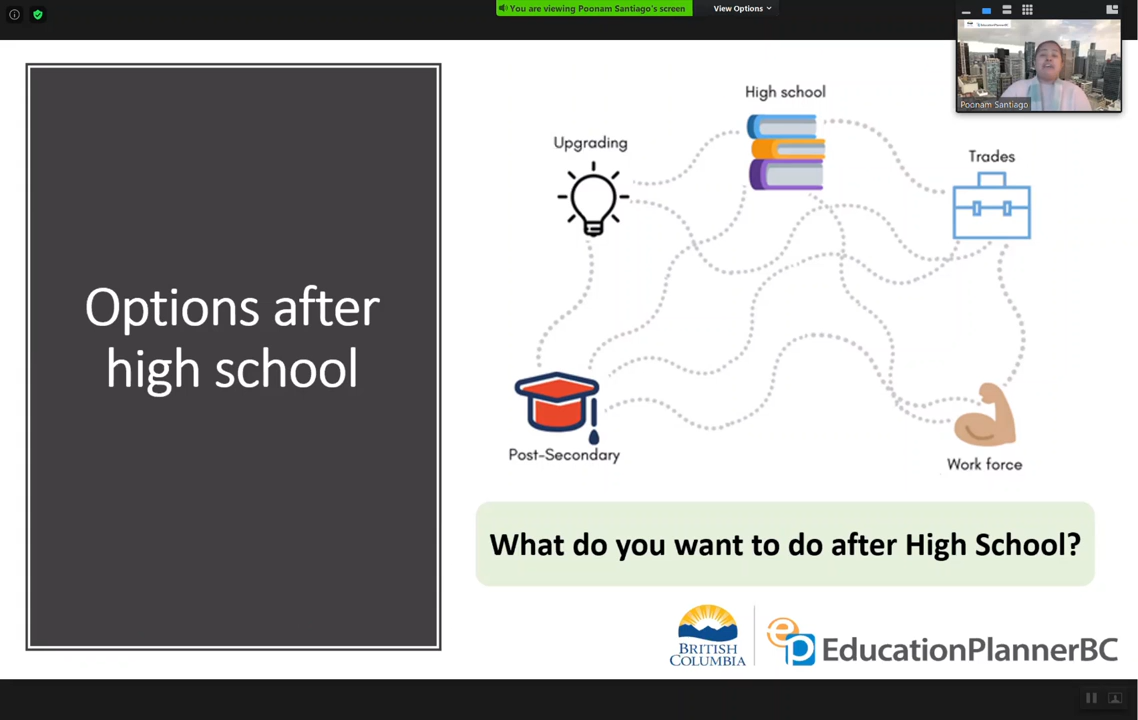 You are viewing Poonam Santiago's screen
View Options
Poonam Santiago
Options after
high school
High school
Upgrading
Trades
Post-Secondary
Work force
What do you want to do after High School?
BRITISH
COLUMBIA
ep EducationPlannerBC